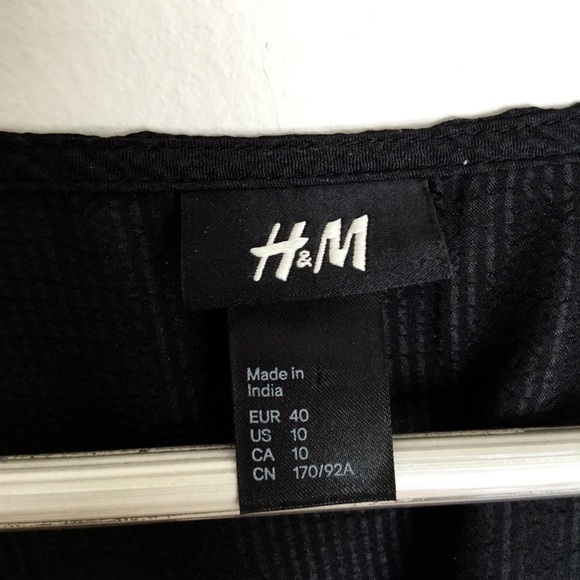 H&M
Made in
India
EUR 40
US 10
CA 10
CN 170/92A